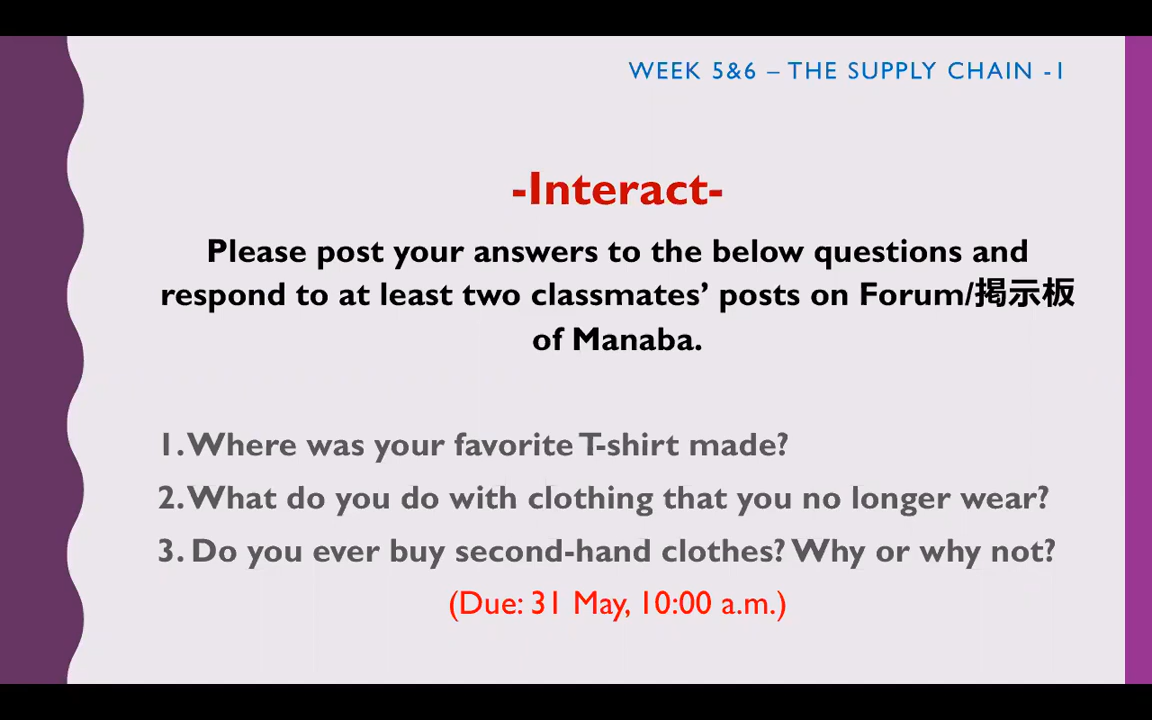 WEEK 5&6 – THE SUPPLY CHAIN -1
-Interact-
Please post your answers to the below questions and
respond to at least two classmates’ posts on Forum/掲示板
of Manaba.
1. Where was your favorite T-shirt made?
2. What do you do with clothing that you no longer wear?
3. Do you ever buy second-hand clothes? Why or why not?
(Due: 31 May, 10:00 a.m.)